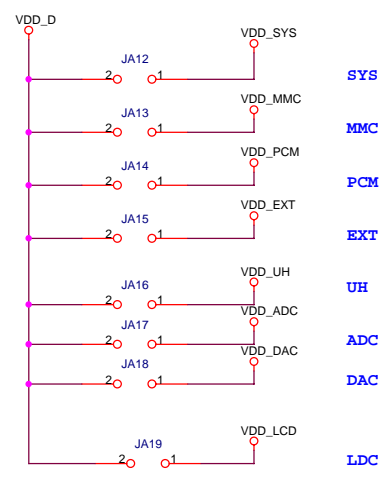 VDD_D
VDD_SYS
JA12
2 1
SYS
VDD_MMC
JA13
2 1
MMC
VDD_PCM
JA14
2 1
PCM
VDD_EXT
JA15
2 1
EXT
VDD_UH
JA16
2 1
UH
VDD_ADC
JA17
2 1
ADC
VDD_DAC
JA18
2 1
DAC
VDD_LCD
JA19
2 1
LDC